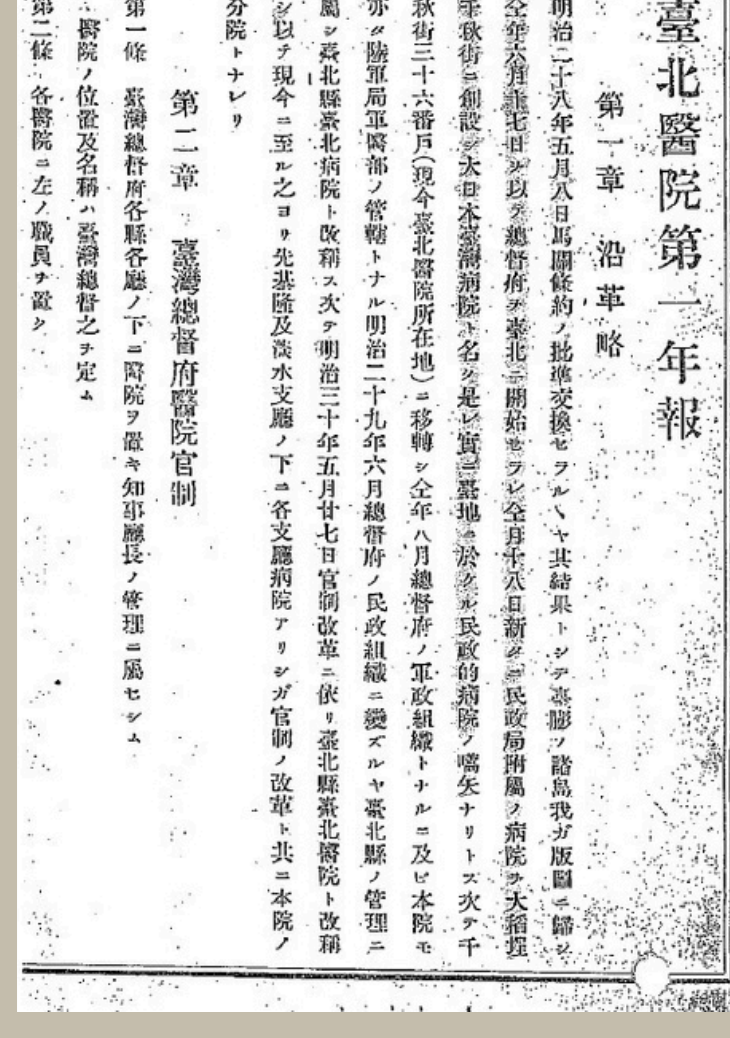 臺北醫院第一年報
第一章 沿革略
明治二十八年五月八日馬關條約ノ批準交換セラルヽヤ其結果トシテ臺膨ノ諸島我ガ版圖ニ歸シ
仝年六月十七日ヲ以テ總督府ヲ臺北ニ開始セラレ仝月十八日新タニ民政局附屬ノ病院ヲ大稻埕
千秋街ニ創設シ大日本臺灣病院ト名ク是レ實ニ臺地ニ於ケル民政的病院ノ嚆矢ナリトス次テ千
秋街三十六番戶(現今臺北醫院所在地)ニ移轉シ仝年八月總督府ノ軍政組織トナルニ及ヒ本院モ
亦タ陸軍局軍醫部ノ管轄トナル明治二十九年六月總督府ノ民政組織ニ變ズルヤ臺北縣ノ管理ニ
屬シ臺北縣臺北病院ト改稱ス次テ明治三十年五月廿七日官制改革ニ依リ臺北縣臺北醫院ト改稱
シ以テ現今ニ至ル之ヨリ先基隆及淡水支廳ノ下ニ各支廳病院アリシガ官制ノ改革ト共ニ本院ノ
分院トナレリ
第二章 臺灣總督府醫院官制
第一條 臺灣總督府各縣各廳ノ下ニ醫院ヲ置キ知事廳長ノ管理ニ屬セシム
醫院ノ位置及名稱ハ臺灣總督之ヲ定ム
第二條 各醫院ニ左ノ職員ヲ置ク